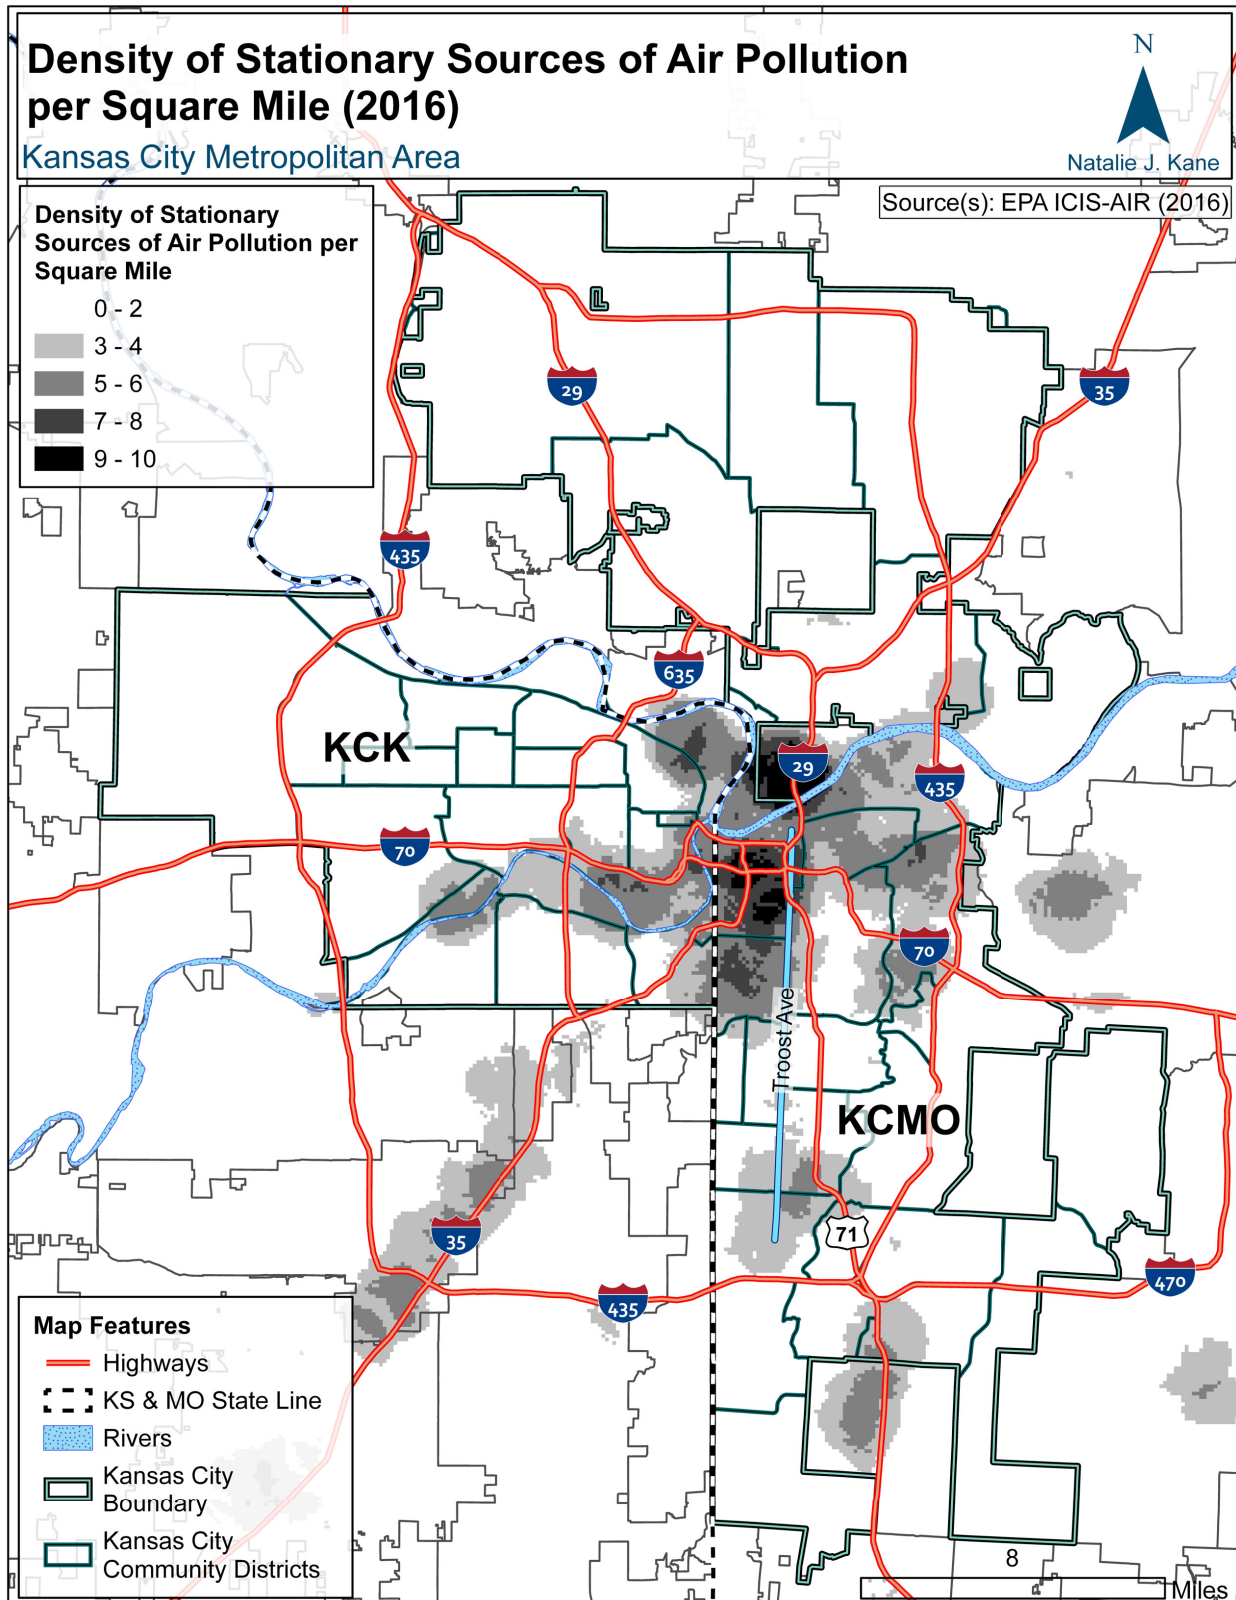 Density of Stationary Sources of Air Pollution
per Square Mile (2016)
Kansas City Metropolitan Area
N
Natalie J. Kane
Source(s): EPA ICIS-AIR (2016)
Density of Stationary
Sources of Air Pollution per
Square Mile
0 - 2
3 - 4
5 - 6
7 - 8
9 - 10
29
35
435
635
KCK
29
435
70
70
Troost Ave
KCMO
71
35
435
470
Map Features
Highways
KS & MO State Line
Rivers
Kansas City
Boundary
Kansas City
Community Districts
8
Miles